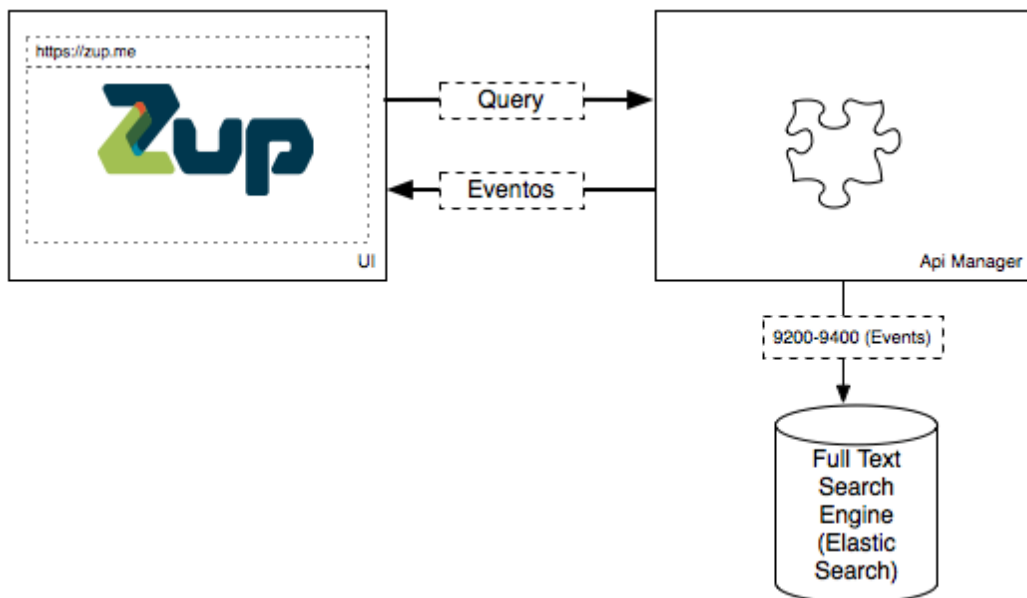 https://zup.me
Zup
UI
Query
Eventos
Api Manager
9200-9400 (Events)
Full Text
Search
Engine
(Elastic
Search)